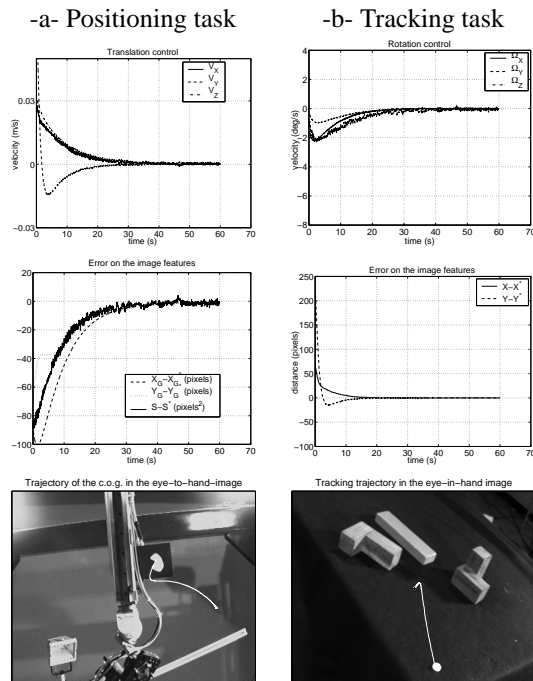 -a- Positioning task
-b- Tracking task
Translation control
V_X
V_Y
V_Z
velocity (m/s)
0.03
0
−0.03
0 10 20 30 40 50 60 70
time (s)
Rotation control
Ω_X
Ω_Y
Ω_Z
velocity (deg/s)
4
2
0
−2
−4
−6
−8
0 10 20 30 40 50 60 70
time (s)
Error on the image features
20
0
−20
−40
−60
−80
−100
X_G−X_G* (pixels)
Y_G−Y_G* (pixels)
S−S* (pixels²)
0 10 20 30 40 50 60 70
time (s)
Error on the image features
X−X*
Y−Y*
distance (pixels)
250
200
150
100
50
0
−50
100
0 10 20 30 40 50 60 70
time (s)
Trajectory of the c.o.g. in the eye−to−hand−image
Tracking trajectory in the eye−in−hand image